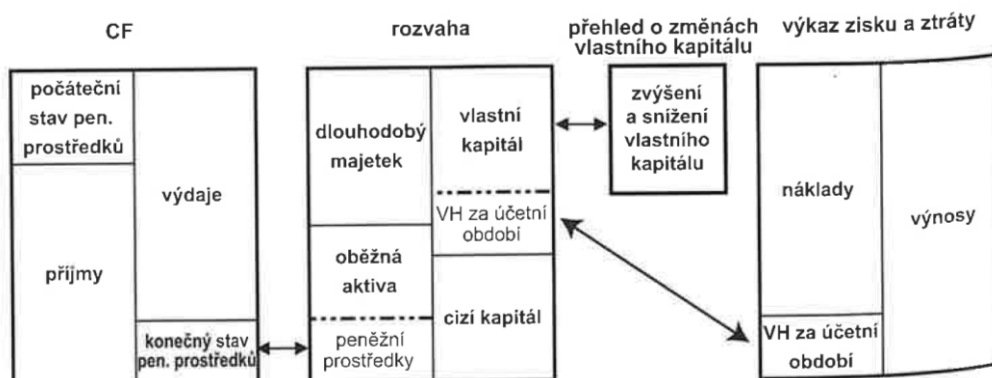 CF
počáteční
stav pen.
prostředků
příjmy
výdaje
konečný stav
pen. prostředků
rozvaha
dlouhodobý
majetek
oběžná
aktiva
peněžní
prostředky
vlastní
kapitál
VH za účetní
období
cizí kapitál
přehled o změnách
vlastního kapitálu
zvýšení
a snížení
vlastního
kapitálu
výkaz zisku a ztráty
náklady
VH za účetní
období
výnosy